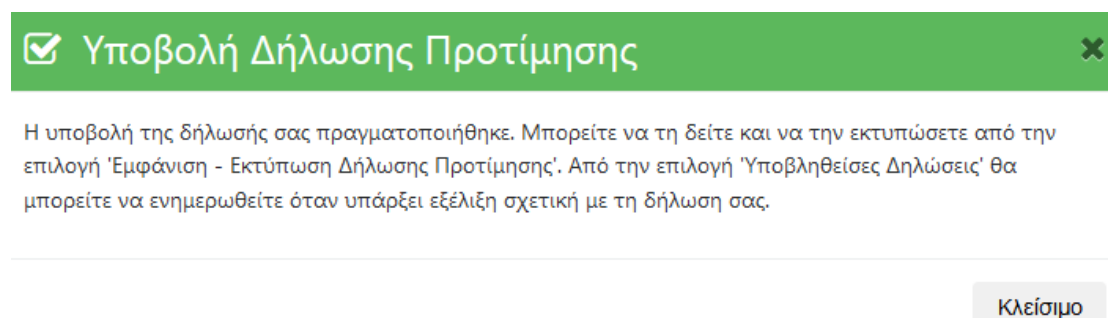 Υποβολή Δήλωσης Προτίμησης
Η υποβολή της δήλωσής σας πραγματοποιήθηκε. Μπορείτε να τη δείτε και να την εκτυπώσετε από την
επιλογή 'Εμφάνιση - Εκτύπωση Δήλωσης Προτίμησης'. Από την επιλογή 'Υποβληθείσες Δηλώσεις' θα
μπορείτε να ενημερωθείτε όταν υπάρξει εξέλιξη σχετική με τη δήλωση σας.
Κλείσιμο